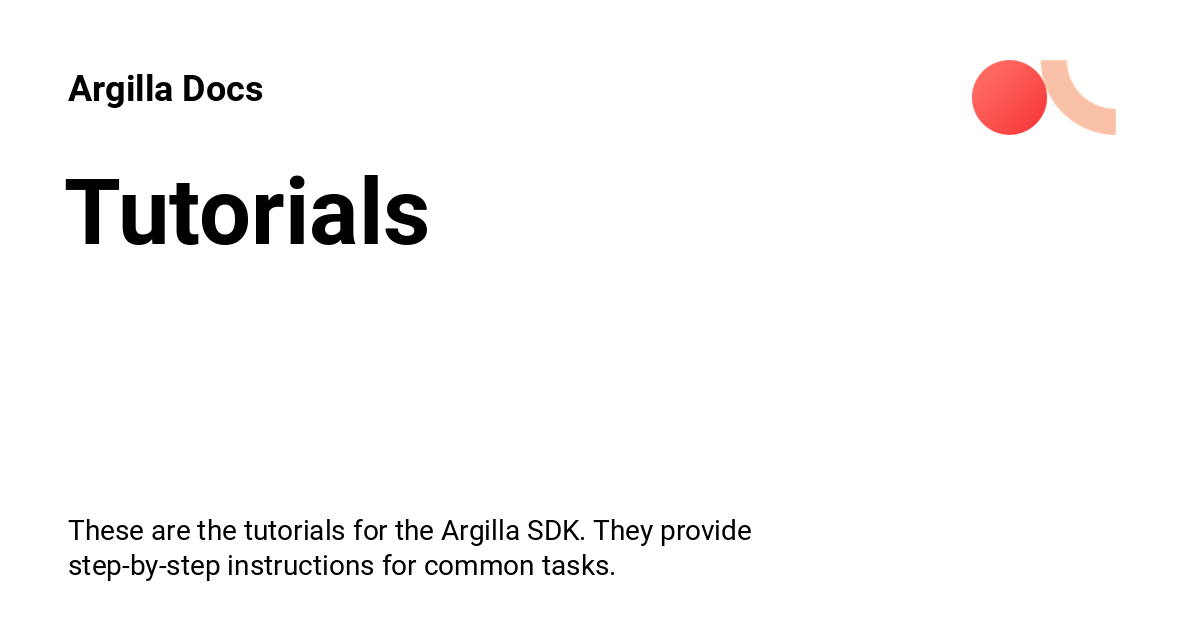 Argilla Docs
Tutorials
These are the tutorials for the Argilla SDK. They provide
step-by-step instructions for common tasks.